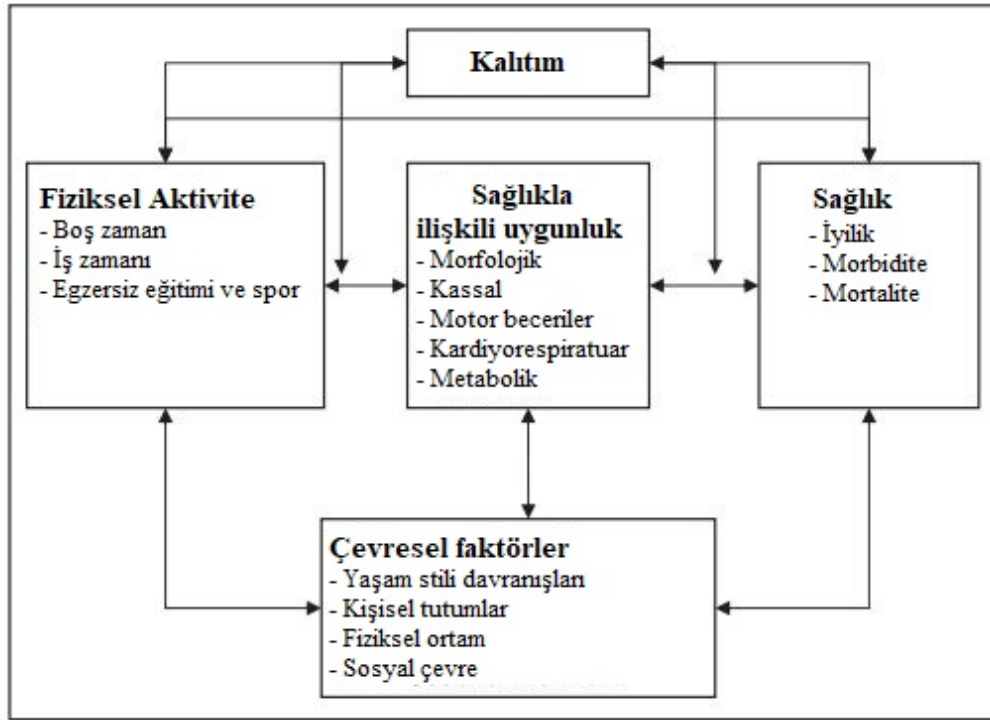 Kalıtım
Fiziksel Aktivite
- Boş zaman
- İş zamanı
- Egzersiz eğitimi ve spor
Sağlıkla
ilişkili uygunluk
- Morfolojik
- Kassal
- Motor beceriler
- Kardiyorespiratuar
- Metabolik
Sağlık
- İyilik
- Morbidite
- Mortalite
Çevresel faktörler
- Yaşam stili davranışları
- Kişisel tutumlar
- Fiziksel ortam
- Sosyal çevre